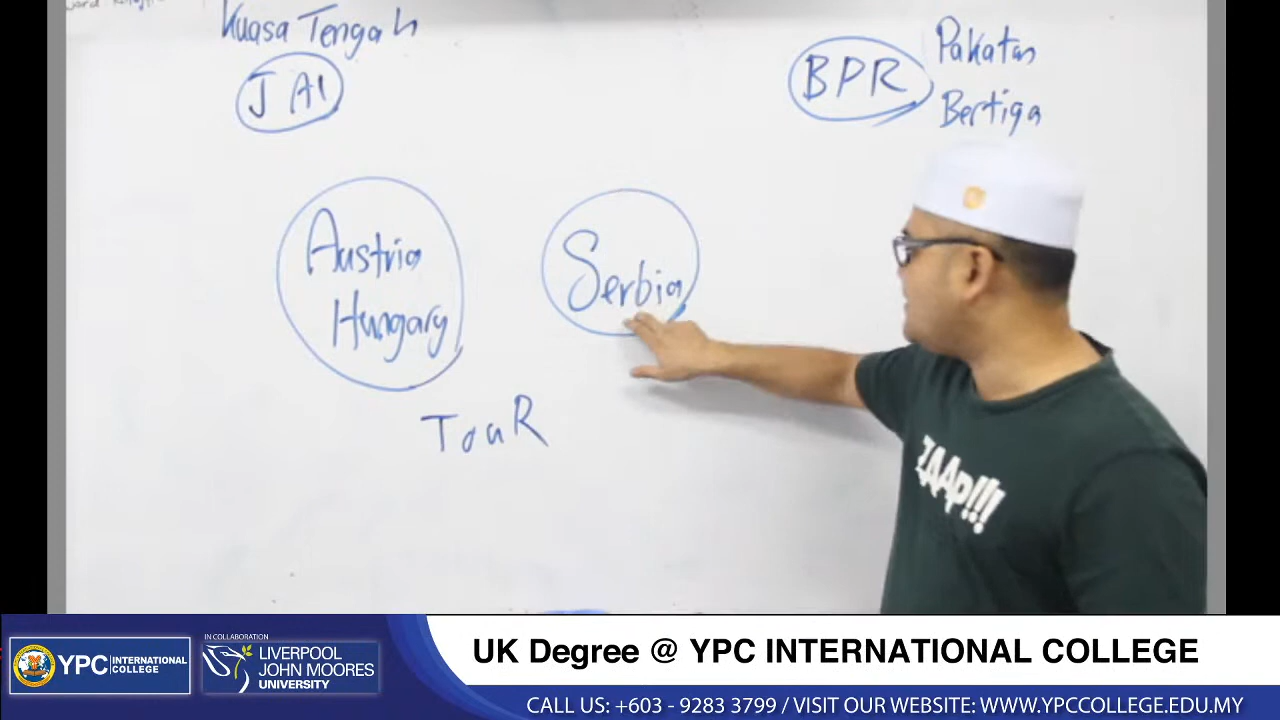 Kuasa Tengah
JAI
BPR
Pakatan
Bertiga
Austria
Hungary
Serbia
TouR
ZAAp!!!
YPC INTERNATIONAL COLLEGE
IN COLLABORATION
LIVERPOOL
JOHN MOORES
UNIVERSITY
UK Degree @ YPC INTERNATIONAL COLLEGE
CALL US: +603 - 9283 3799 / VISIT OUR WEBSITE: WWW.YPCCOLLEGE.EDU.MY